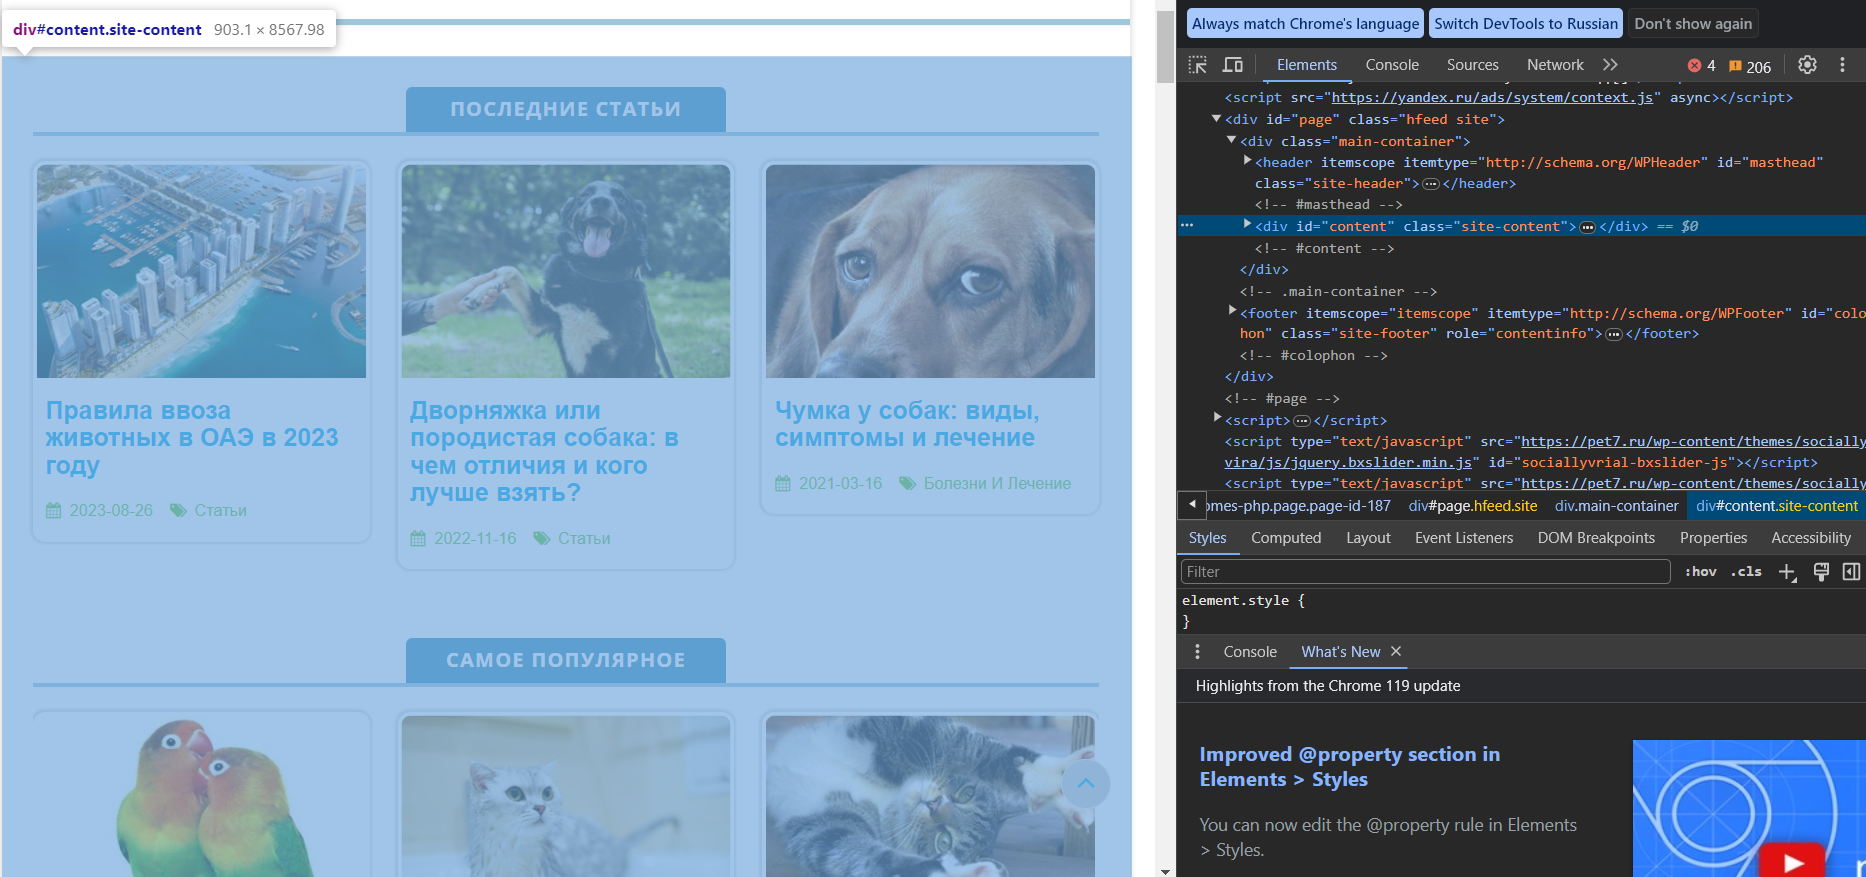 div#content.site-content 903.1 × 8567.98
ПОСЛЕДНИЕ СТАТЬИ
Правила ввоза
животных в ОАЭ в 2023
году
2023-08-26 Статьи
Дворняжка или
породистая собака: в
чем отличия и кого
лучше взять?
2022-11-16 Статьи
Чумка у собак: виды,
симптомы и лечение
2021-03-16 Болезни И Лечение
САМОЕ ПОПУЛЯРНОЕ
Always match Chrome's language Switch DevTools to Russian Don't show again
Elements Console Sources Network 4 206
<script src="https://yandex.ru/ads/system/context.js" async></script>
<div id="page" class="hfeed site">
<div class="main-container">
<header itemscope itemtype="http://schema.org/WPHeader" id="masthead"
class="site-header">…</header>
<!-- #masthead -->
<div id="content" class="site-content">…</div> == $0
<!-- #content -->
</div>
<!-- .main-container -->
<footer itemscope="itemscope" itemtype="http://schema.org/WPFooter" id="colo
hon" class="site-footer" role="contentinfo">…</footer>
<!-- #colophon -->
</div>
<!-- #page -->
<script>…</script>
<script type="text/javascript" src="https://pet7.ru/wp-content/themes/socially
vira/js/jquery.bxslider.min.js" id="sociallyvrial-bxslider-js"></script>
<script type="text/javascript" src="https://pet7.ru/wp-content/themes/socially
omes-php.page.page-id-187 div#page.hfeed.site div.main-container div#content.site-content
Styles Computed Layout Event Listeners DOM Breakpoints Properties Accessibility
Filter :hov .cls
element.style {
}
Console What's New
Highlights from the Chrome 119 update
Improved @property section in
Elements > Styles
You can now edit the @property rule in Elements
> Styles.